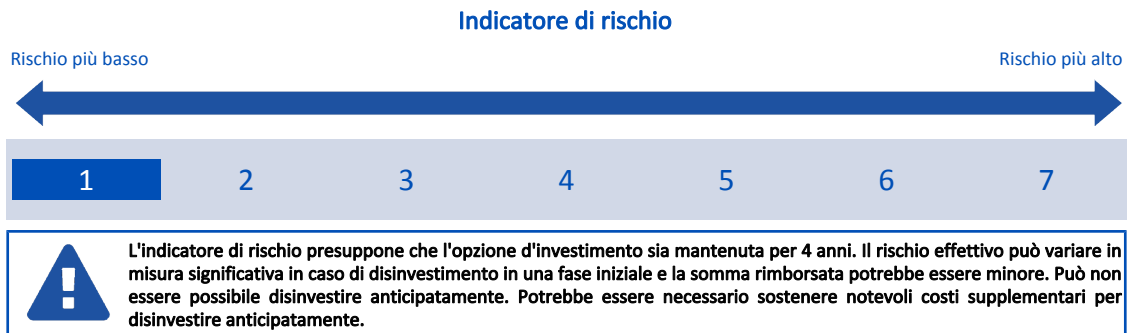 Indicatore di rischio
Rischio più basso
Rischio più alto
1 2 3 4 5 6 7
L'indicatore di rischio presuppone che l'opzione d'investimento sia mantenuta per 4 anni. Il rischio effettivo può variare in
misura significativa in caso di disinvestimento in una fase iniziale e la somma rimborsata potrebbe essere minore. Può non
essere possibile disinvestire anticipatamente. Potrebbe essere necessario sostenere notevoli costi supplementari per
disinvestire anticipatamente.